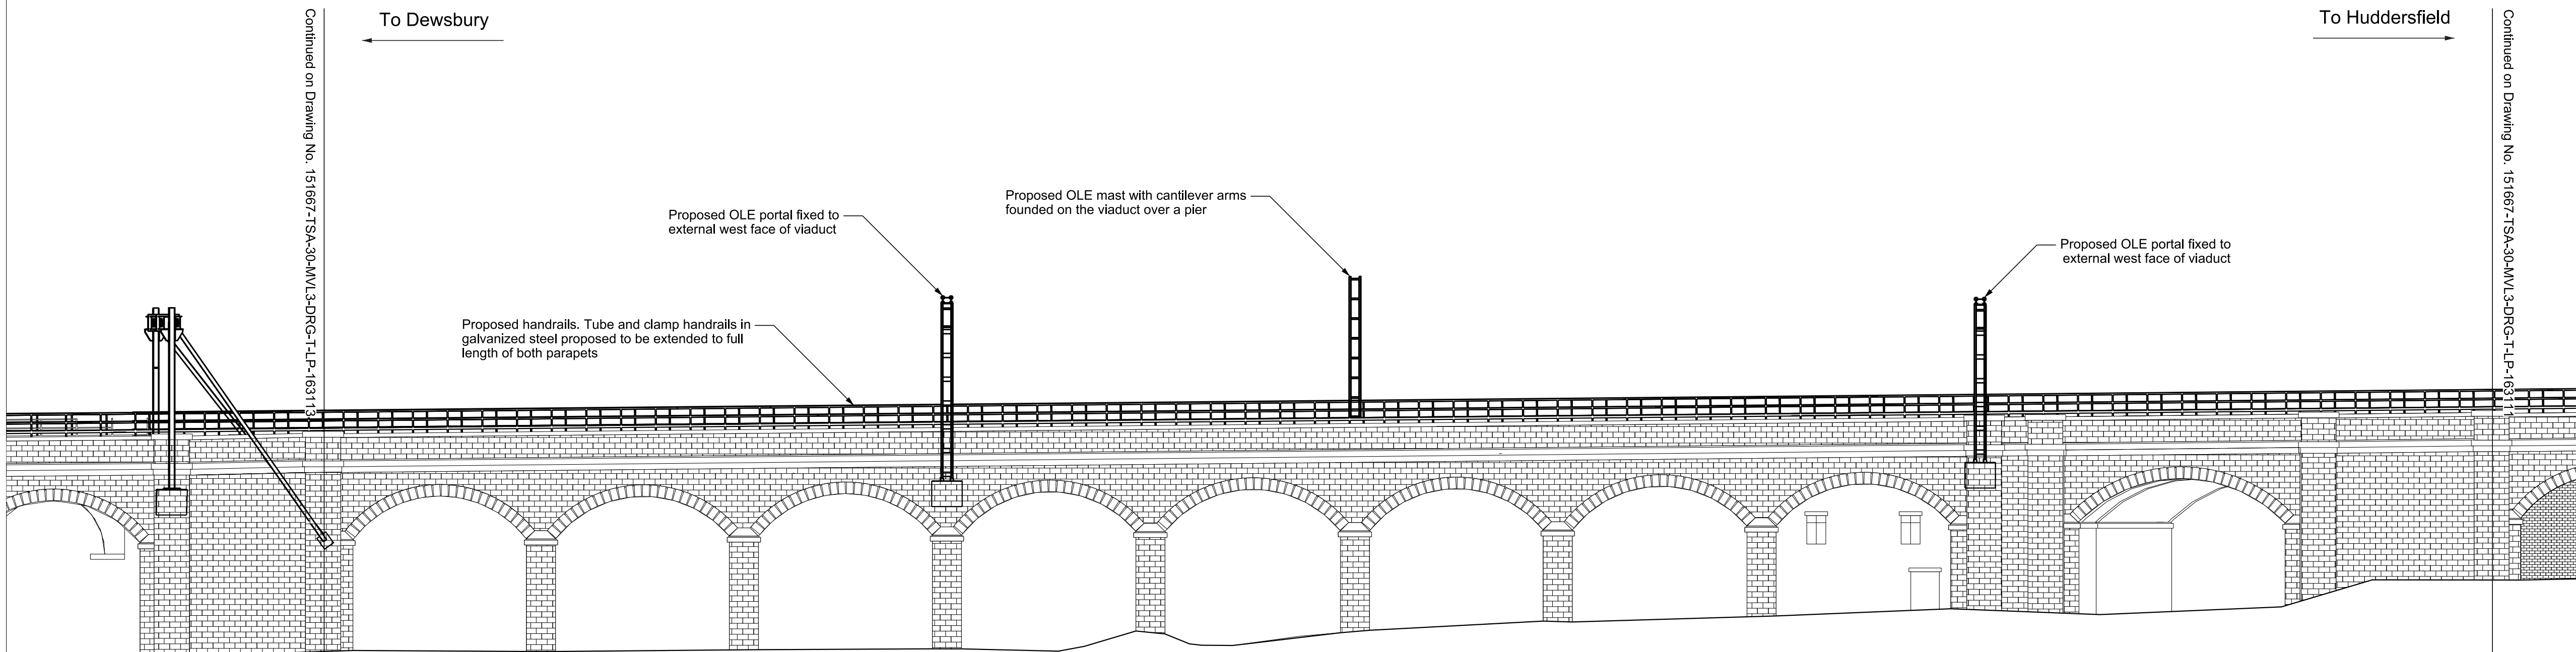 To Dewsbury
To Huddersfield
Continued on Drawing No. 151667-TSA-30-MVL3-DRG-T-LP-163113
Continued on Drawing No. 151667-TSA-30-MVL3-DRG-T-LP-163111
Proposed OLE portal fixed to
external west face of viaduct
Proposed OLE mast with cantilever arms
founded on the viaduct over a pier
Proposed OLE portal fixed to
external west face of viaduct
Proposed handrails. Tube and clamp handrails in
galvanized steel proposed to be extended to full
length of both parapets